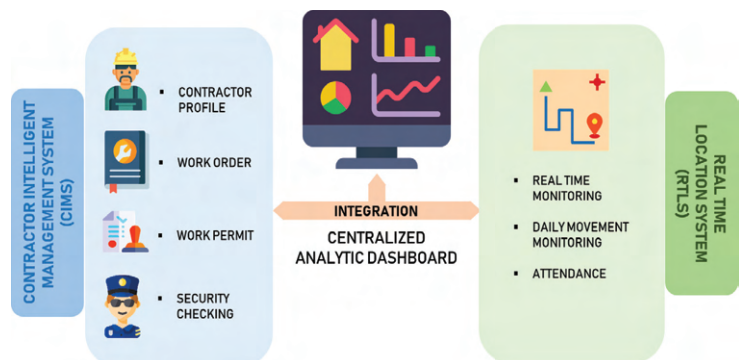 CONTRACTOR INTELLIGENT
MANAGEMENT SYSTEM
(CIMS)
▪ CONTRACTOR
PROFILE
▪ WORK ORDER
▪ WORK PERMIT
▪ SECURITY
CHECKING
INTEGRATION
CENTRALIZED
ANALYTIC DASHBOARD
▪ REAL TIME
MONITORING
▪ DAILY MOVEMENT
MONITORING
▪ ATTENDANCE
REAL TIME
LOCATION SYSTEM
(RTLS)